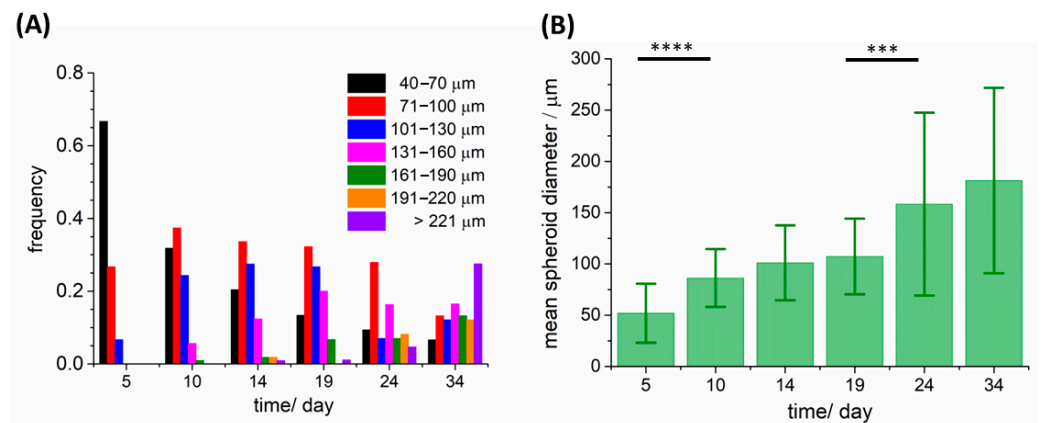 (A)
0.8
0.6
0.4
0.2
0.0
frequency
40–70 μm
71–100 μm
101–130 μm
131–160 μm
161–190 μm
191–220 μm
> 221 μm
5 10 14 19 24 34
time/ day
(B)
**** ***
300
250
200
150
100
50
0
mean spheroid diameter / μm
5 10 14 19 24 34
time/ day